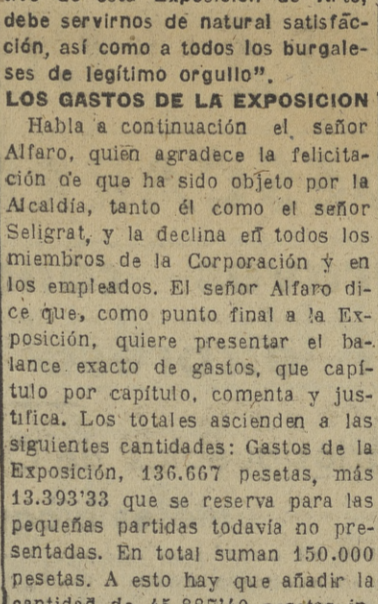 debe servirnos de natural satisfac-
ción, así como a todos los burgale-
ses de legítimo orgullo”.
LOS GASTOS DE LA EXPOSICION
Habla a continuación el señor
Alfaro, quien agradece la felicita-
ción de que ha sido objeto por la
Alcaldía, tanto él como el señor
Seligrat, y la declina en todos los
miembros de la Corporación y en
los empleados. El señor Alfaro di-
ce que, como punto final a la Ex-
posición, quiere presentar el ba-
lance exacto de gastos, que capí-
tulo por capítulo, comenta y jus-
tifica. Los totales ascienden a las
siguientes cantidades: Gastos de la
Exposición, 136.667 pesetas, más
13.393’33 que se reserva para las
pequeñas partidas todavía no pre-
sentadas. En total suman 150.000
pesetas. A esto hay que añadir la